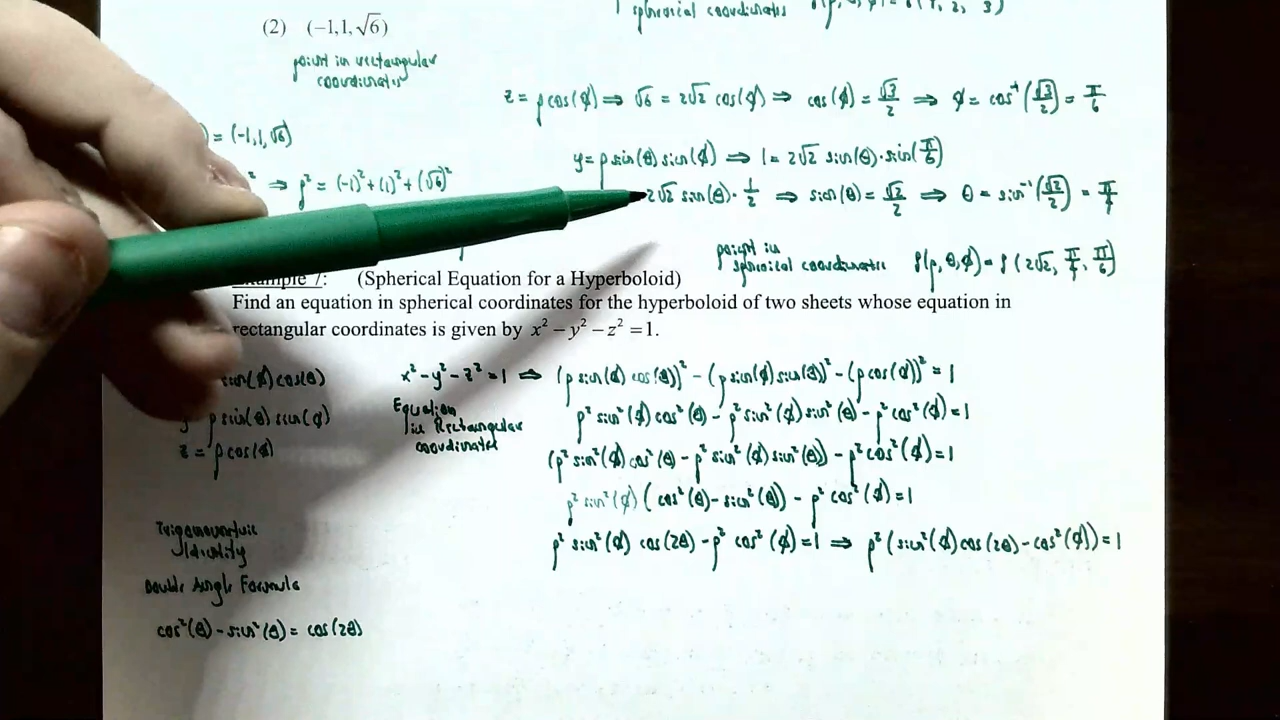 spherical coordinates
(2) (−1,1,√6)
point in rectangular
coordinates
z = ρcos(φ) ⇒ √6 = 2√2 cos(φ) ⇒ cos(φ) = √3/2 ⇒ φ = cos⁻¹(√3/2) = π/6
) = (-1,1,√6)
y = ρ sin(θ) sin(φ) ⇒ 1 = 2√2 sin(θ)·sin(π/6)
² ⇒ ρ² = (-1)² + (1)² + (√6)²
2√2 sin(θ)·1/2 ⇒ sin(θ) = √2/2 ⇒ θ = sin⁻¹(√2/2) = π/4
point in
spherical coordinates P(ρ,θ,φ) = P(2√2, π/4, π/6)
Example 7: (Spherical Equation for a Hyperboloid)
Find an equation in spherical coordinates for the hyperboloid of two sheets whose equation in
rectangular coordinates is given by x² − y² − z² = 1.
sin(φ) cos(θ)
y = ρ sin(θ) sin(φ)
z = ρcos(φ)
x² - y² - z² = 1 ⇔ (ρ sin(φ) cos(θ))² - (ρ sin(φ) sin(θ))² - (ρ cos(φ))² = 1
Equation
in Rectangular
coordinates
ρ² sin²(φ) cos²(θ) - ρ² sin²(φ) sin²(θ) - ρ² cos²(φ) = 1
(ρ² sin²(φ) cos²(θ) - ρ² sin²(φ) sin²(θ)) - ρ² cos²(φ) = 1
ρ² sin²(φ) (cos²(θ) - sin²(θ)) - ρ² cos²(φ) = 1
ρ² sin²(φ) cos(2θ) - ρ² cos²(φ) = 1 ⇒ ρ² (sin²(φ) cos(2θ) - cos²(φ)) = 1
Trigonometric
Identity
Double Angle Formula
cos²(θ) - sin²(θ) = cos(2θ)